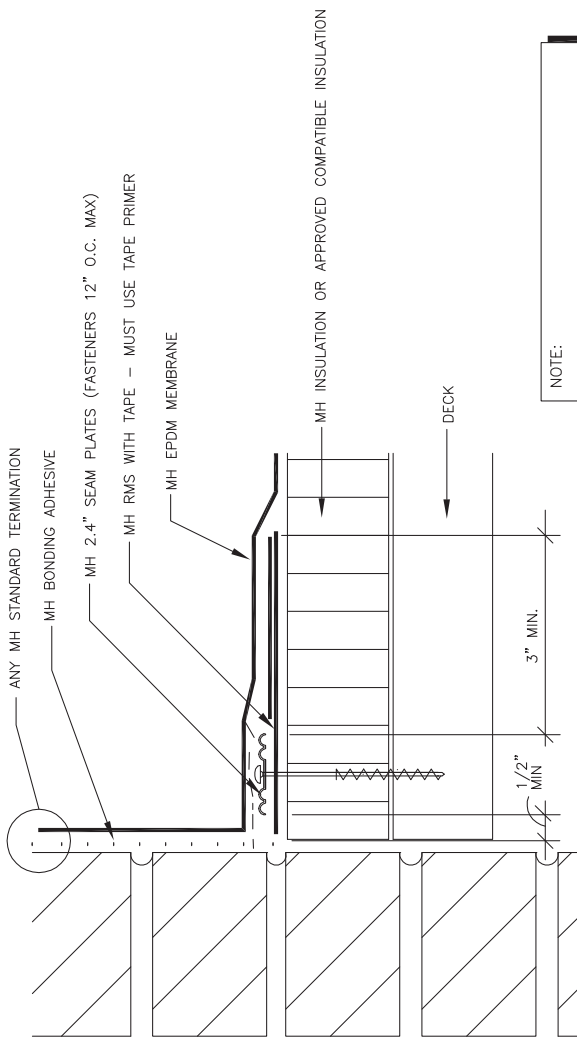 ANY MH STANDARD TERMINATION
MH BONDING ADHESIVE
MH 2.4" SEAM PLATES (FASTENERS 12" O.C. MAX)
MH RMS WITH TAPE – MUST USE TAPE PRIMER
MH EPDM MEMBRANE
MH INSULATION OR APPROVED COMPATIBLE INSULATION
DECK
3" MIN.
1/2"
MIN
NOTE: